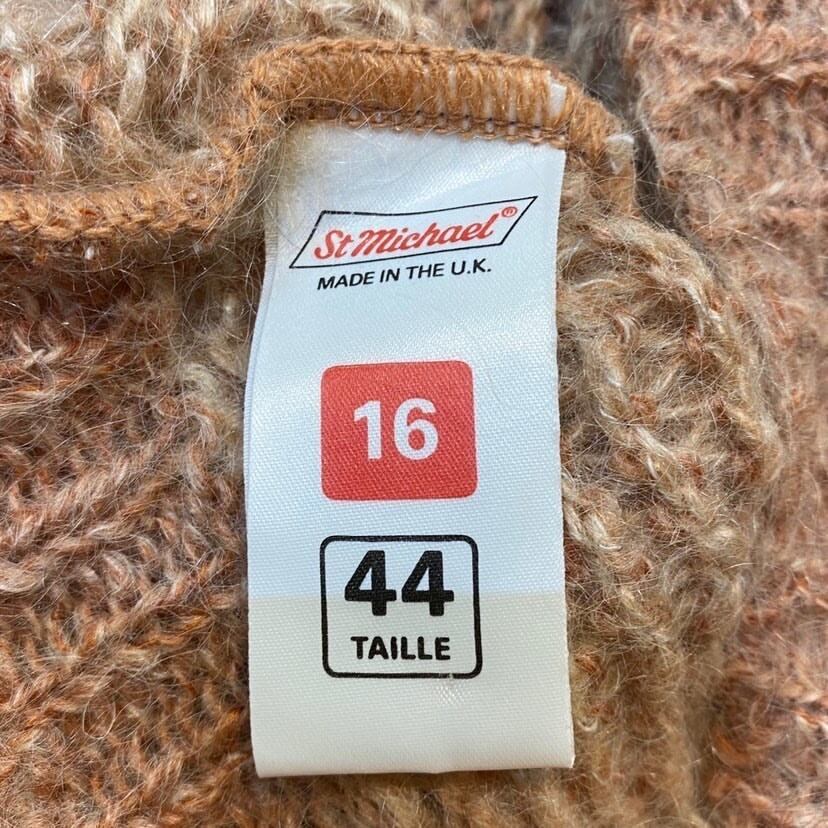 St Michael®
MADE IN THE U.K.
16
44
TAILLE